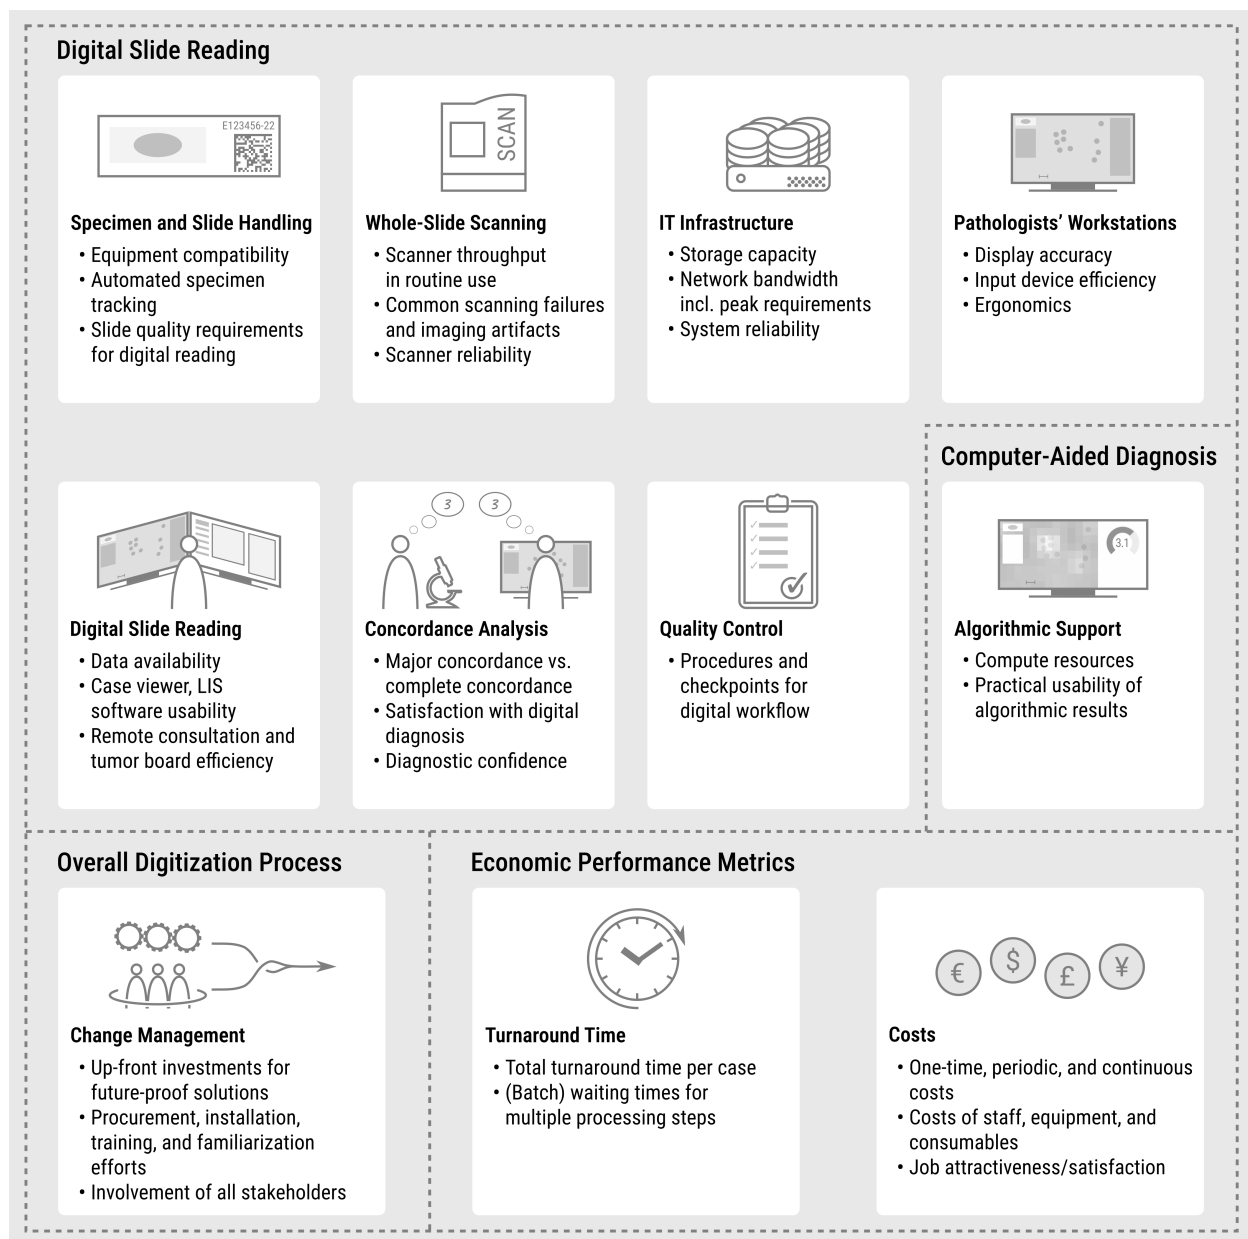 Digital Slide Reading
E123456-22
SCAN
Specimen and Slide Handling
• Equipment compatibility
• Automated specimen
tracking
• Slide quality requirements
for digital reading
Whole-Slide Scanning
• Scanner throughput
in routine use
• Common scanning failures
and imaging artifacts
• Scanner reliability
IT Infrastructure
• Storage capacity
• Network bandwidth
incl. peak requirements
• System reliability
Pathologists’ Workstations
• Display accuracy
• Input device efficiency
• Ergonomics
Digital Slide Reading
• Data availability
• Case viewer, LIS
software usability
• Remote consultation and
tumor board efficiency
3
3
Concordance Analysis
• Major concordance vs.
complete concordance
• Satisfaction with digital
diagnosis
• Diagnostic confidence
Quality Control
• Procedures and
checkpoints for
digital workflow
Computer-Aided Diagnosis
3.1
Algorithmic Support
• Compute resources
• Practical usability of
algorithmic results
Overall Digitization Process
Change Management
• Up-front investments for
future-proof solutions
• Procurement, installation,
training, and familiarization
efforts
• Involvement of all stakeholders
Economic Performance Metrics
Turnaround Time
• Total turnaround time per case
• (Batch) waiting times for
multiple processing steps
€ $ £ ¥
Costs
• One-time, periodic, and continuous
costs
• Costs of staff, equipment, and
consumables
• Job attractiveness/satisfaction